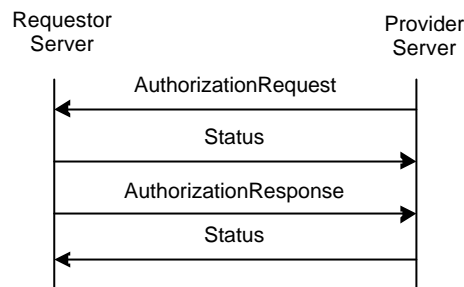 Requestor
Server
Provider
Server
AuthorizationRequest
Status
AuthorizationResponse
Status